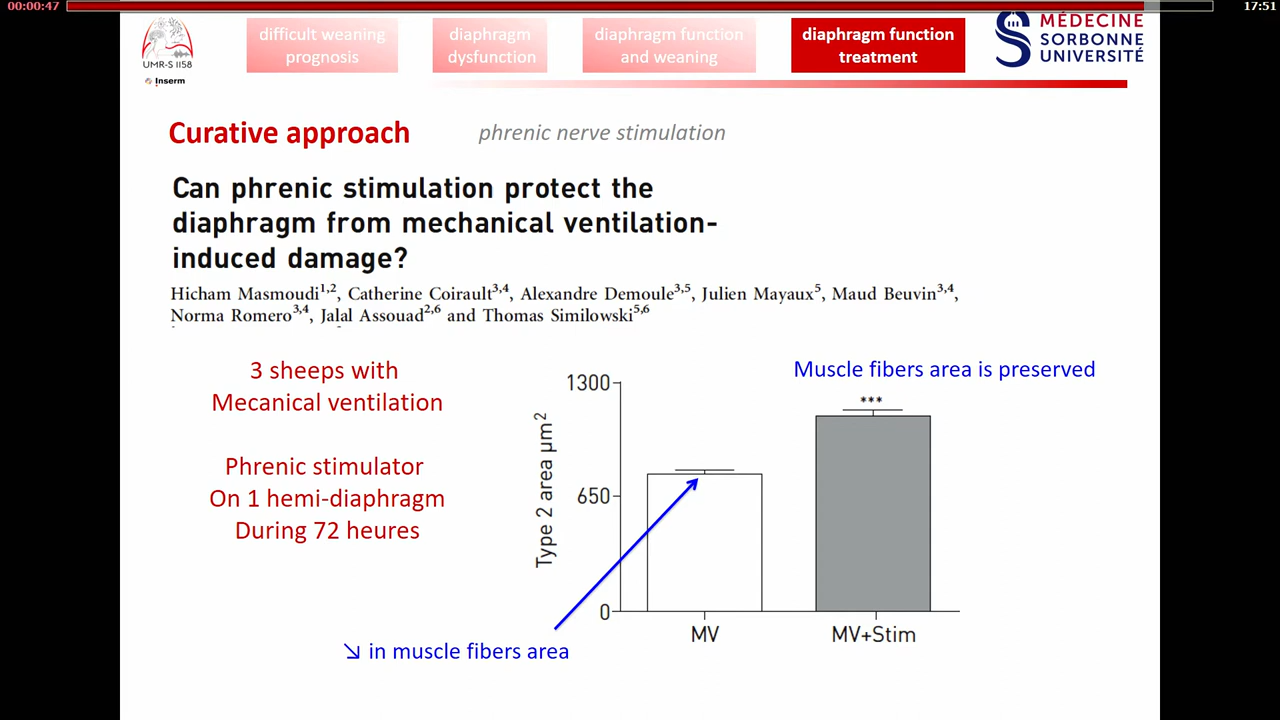 00:00:47
17:51
UMR-S 1158
Inserm
difficult weaning
prognosis
diaphragm
dysfunction
diaphragm function
and weaning
diaphragm function
treatment
MÉDECINE
SORBONNE
UNIVERSITÉ
Curative approach
phrenic nerve stimulation
Can phrenic stimulation protect the
diaphragm from mechanical ventilation-
induced damage?
Hicham Masmoudi1,2, Catherine Coirault3,4, Alexandre Demoule3,5, Julien Mayaux5, Maud Beuvin3,4,
Norma Romero3,4, Jalal Assouad2,6 and Thomas Similowski5,6
3 sheeps with
Mecanical ventilation
Phrenic stimulator
On 1 hemi-diaphragm
During 72 heures
Muscle fibers area is preserved
***
1300
650
0
Type 2 area µm2
MV
MV+Stim
↘ in muscle fibers area